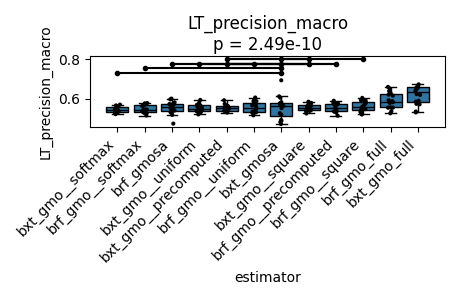 LT_precision_macro
p = 2.49e-10
LT_precision_macro
0.8
0.6
bxt_gmo__softmax
brf_gmo__softmax
brf_gmosa
bxt_gmo__uniform
bxt_gmo__precomputed
brf_gmo__uniform
bxt_gmosa
bxt_gmo__square
brf_gmo__precomputed
brf_gmo__square
brf_gmo_full
bxt_gmo_full
estimator